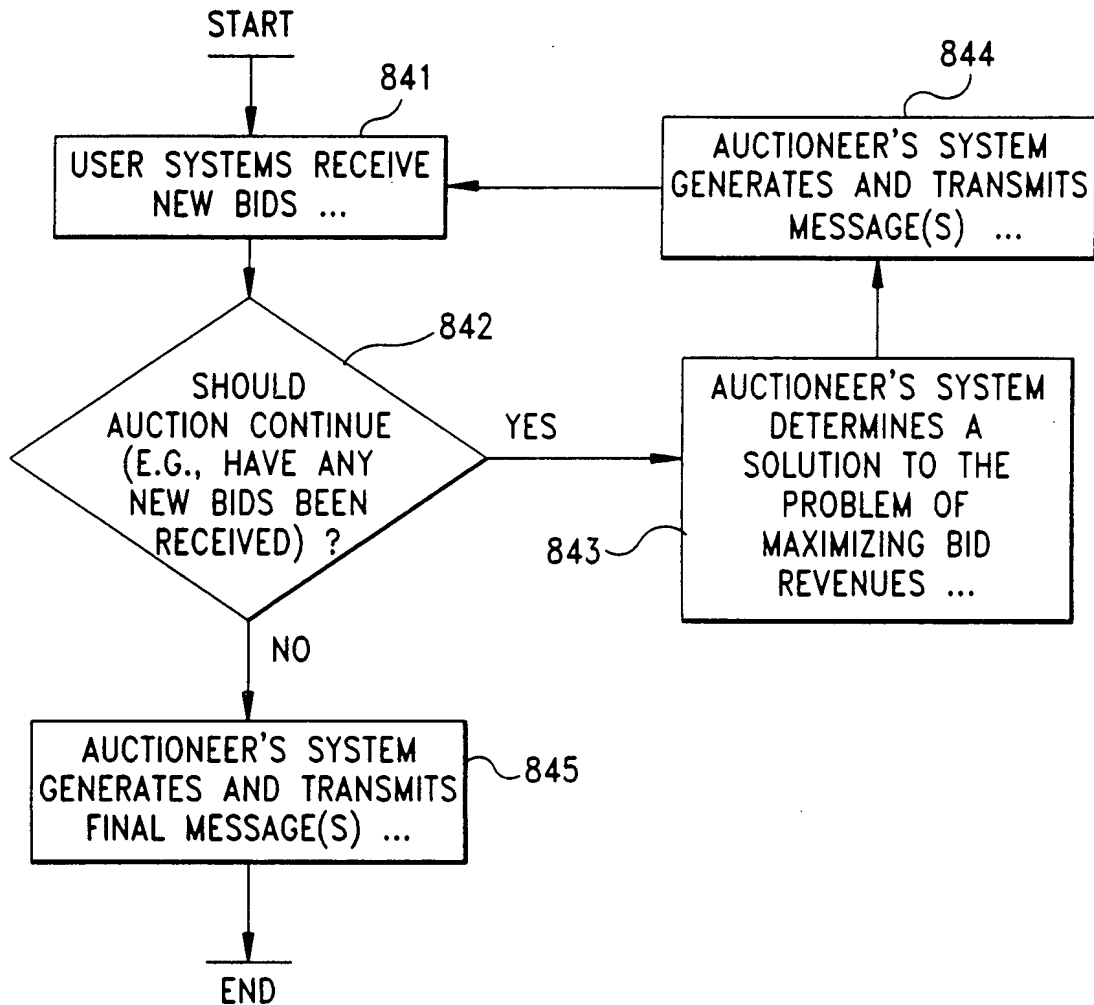 START
841
USER SYSTEMS RECEIVE
NEW BIDS ...
842
SHOULD
AUCTION CONTINUE
(E.G., HAVE ANY
NEW BIDS BEEN
RECEIVED) ?
YES
NO
843
AUCTIONEER'S SYSTEM
DETERMINES A
SOLUTION TO THE
PROBLEM OF
MAXIMIZING BID
REVENUES ...
844
AUCTIONEER'S SYSTEM
GENERATES AND TRANSMITS
MESSAGE(S) ...
AUCTIONEER'S SYSTEM
GENERATES AND TRANSMITS
FINAL MESSAGE(S) ...
845
END